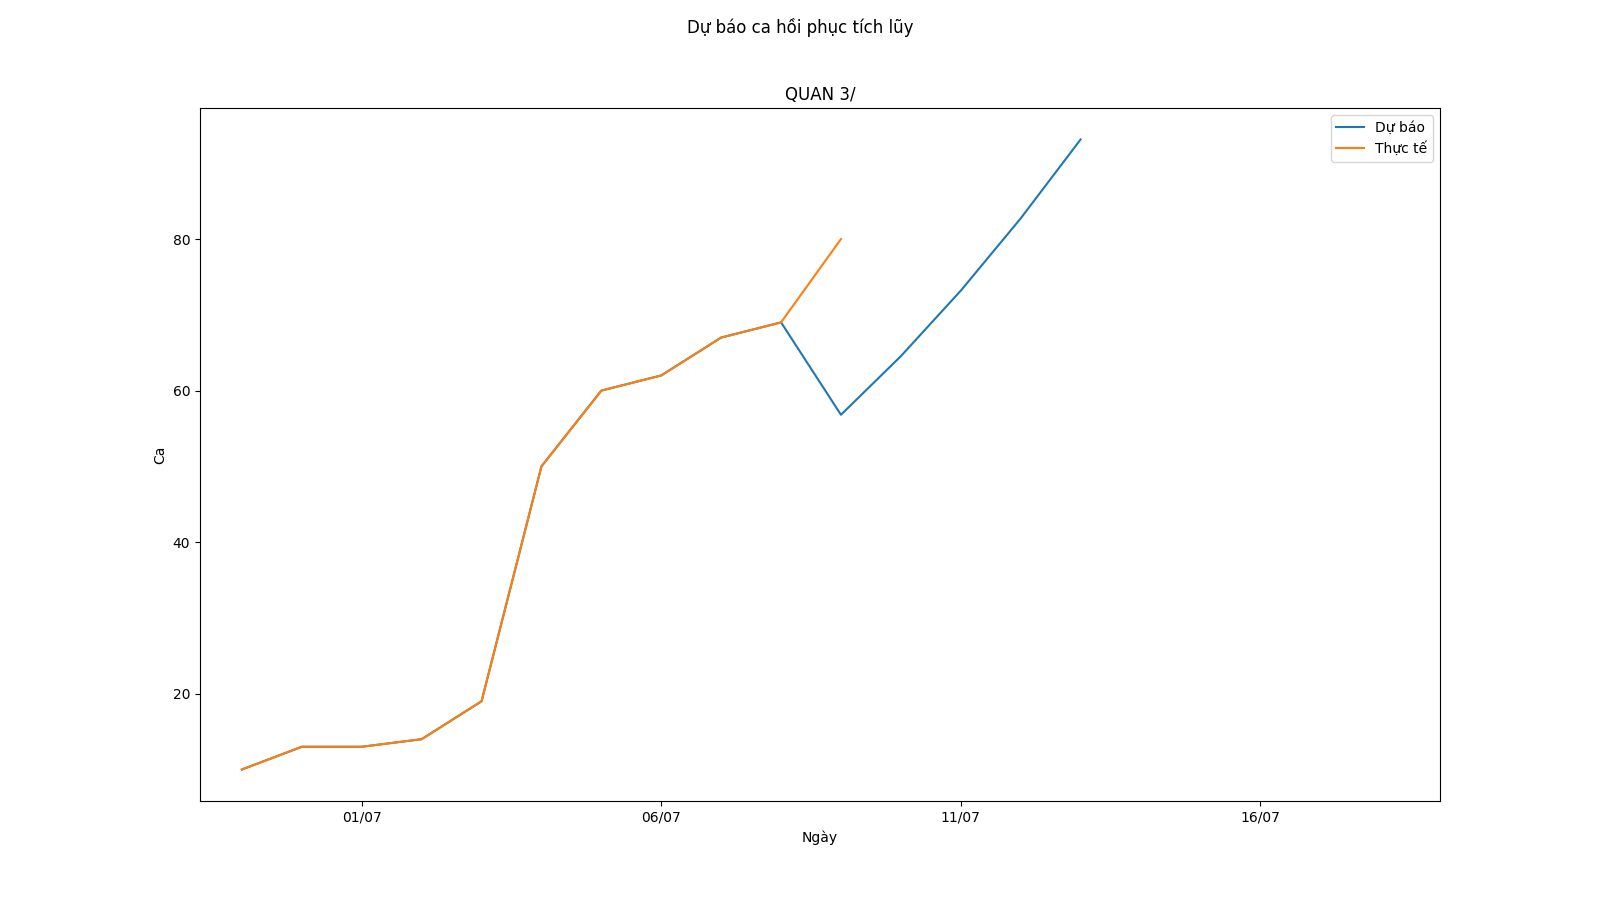 Dự báo ca hồi phục tích lũy
QUAN 3/
Dự báo
Thực tế
80
60
40
20
Ca
01/07 06/07 11/07 16/07
Ngày